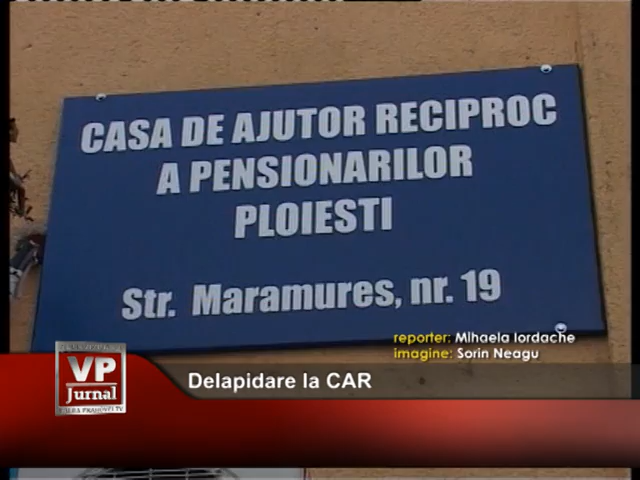 CASA DE AJUTOR RECIPROC
A PENSIONARILOR
PLOIESTI
Str. Maramures, nr. 19
reporter: MIhaela Iordache
imagine: Sorin Neagu
VP
Jurnal
Delapidare la CAR